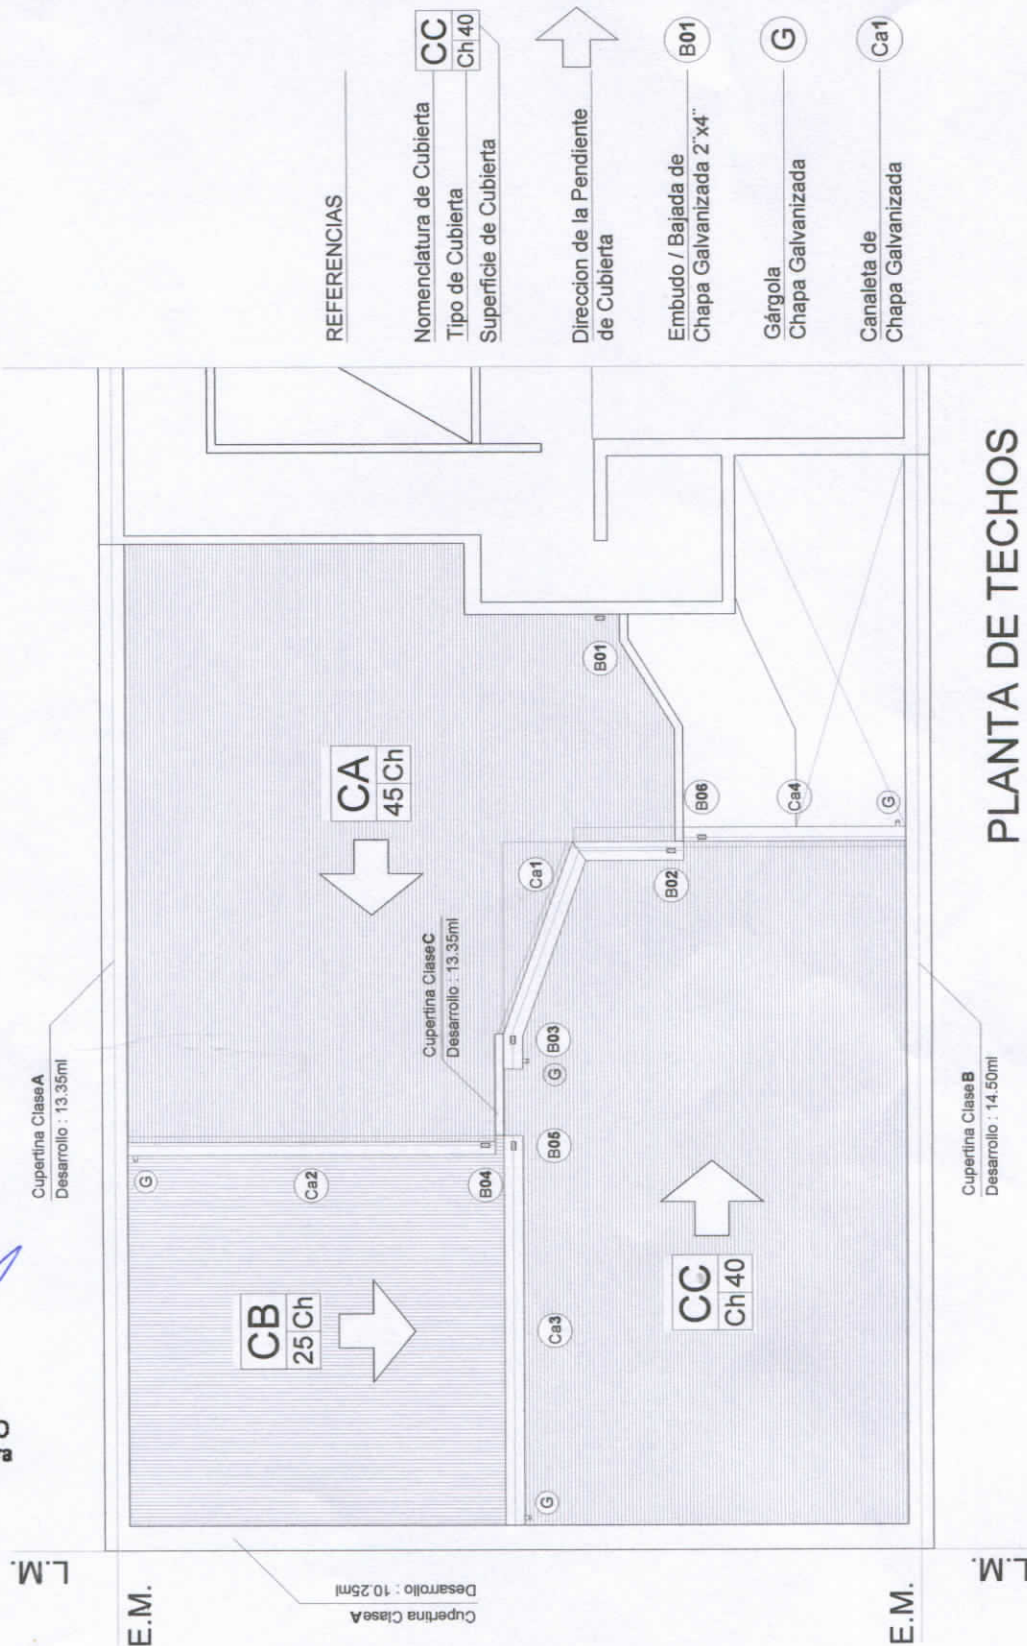 REFERENCIAS
CC
Ch 40
Nomenclatura de Cubierta
Tipo de Cubierta
Superficie de Cubierta
Direccion de la Pendiente
de Cubierta
B01
Embudo / Bajada de
Chapa Galvanizada 2"x4"
G
Gárgola
Chapa Galvanizada
Ca1
Canaleta de
Chapa Galvanizada
Cupertina Clase A
Desarrollo : 13.35ml
CA
45 Ch
B01
Cupertina Clase C
Desarrollo : 13.35ml
Ca1
B06
Ca4
G
B02
B03
G
B05
G
Ca2
B04
CB
25 Ch
Ca3
CC
Ch 40
G
Cupertina Clase B
Desarrollo : 14.50ml
Cupertina Clase A
Desarrollo : 10.25ml
L.M.
E.M.
E.M.
L.M.
PLANTA DE TECHOS